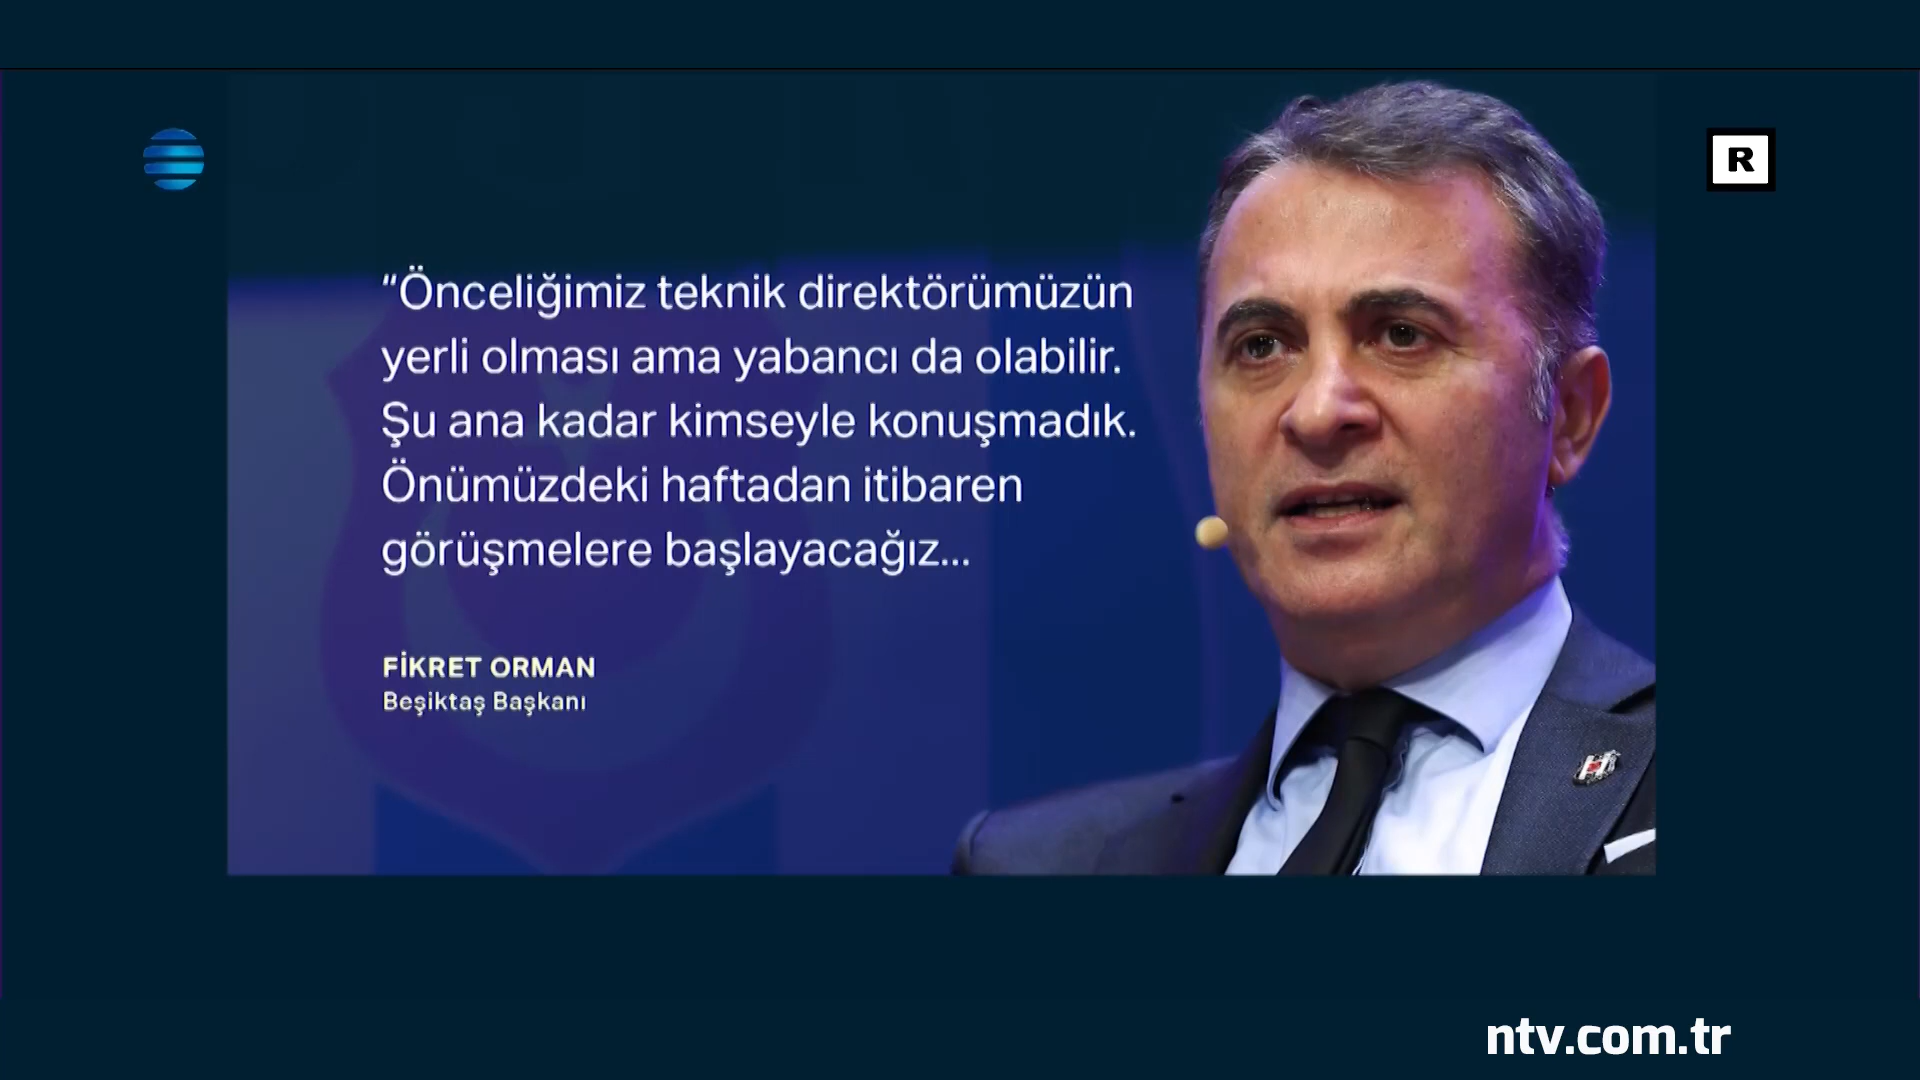 R
“Önceliğimiz teknik direktörümüzün
yerli olması ama yabancı da olabilir.
Şu ana kadar kimseyle konuşmadık.
Önümüzdeki haftadan itibaren
görüşmelere başlayacağız...
FİKRET ORMAN
Beşiktaş Başkanı
ntv.com.tr